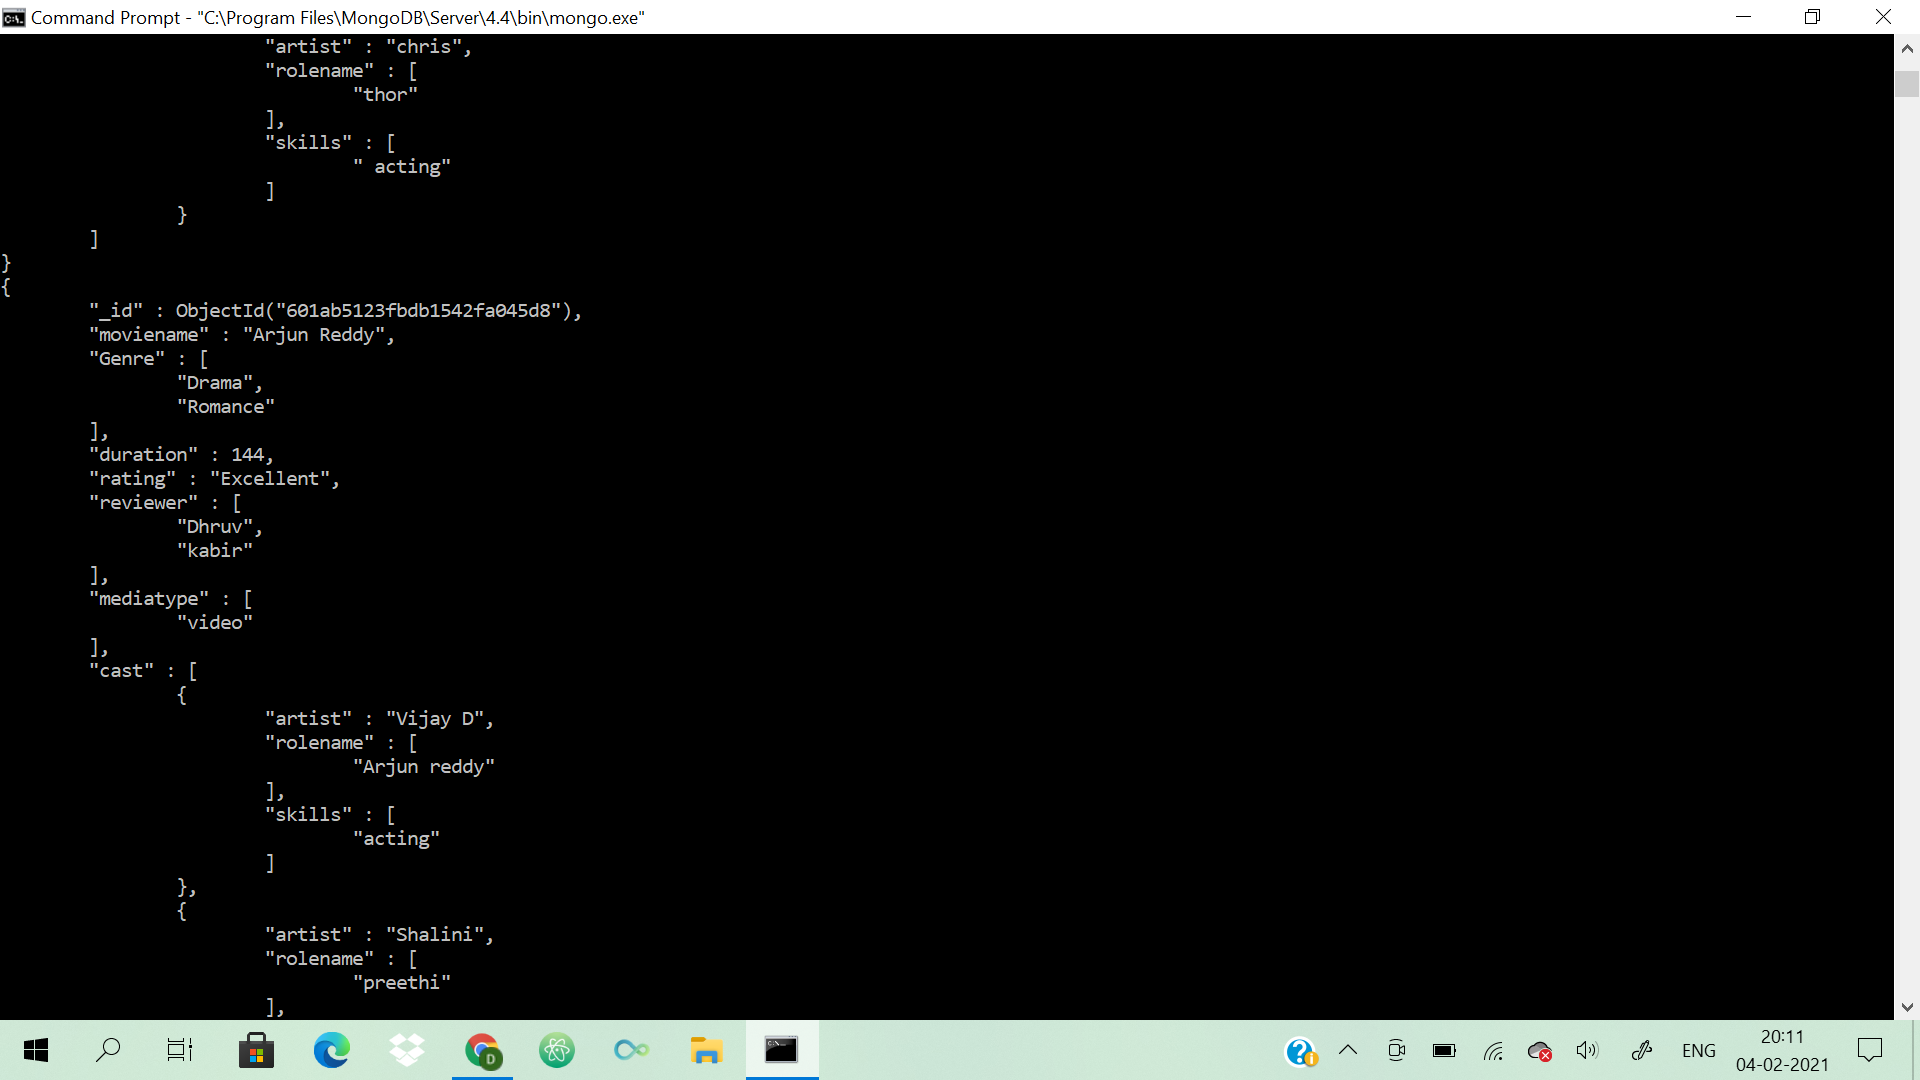 Command Prompt - "C:\Program Files\MongoDB\Server\4.4\bin\mongo.exe"
"artist" : "chris",
"rolename" : [
"thor"
],
"skills" : [
" acting"
]
}
]
}
{
"_id" : ObjectId("601ab5123fbdb1542fa045d8"),
"moviename" : "Arjun Reddy",
"Genre" : [
"Drama",
"Romance"
],
"duration" : 144,
"rating" : "Excellent",
"reviewer" : [
"Dhruv",
"kabir"
],
"mediatype" : [
"video"
],
"cast" : [
{
"artist" : "Vijay D",
"rolename" : [
"Arjun reddy"
],
"skills" : [
"acting"
]
},
{
"artist" : "Shalini",
"rolename" : [
"preethi"
],
D
ENG
20:11
04-02-2021